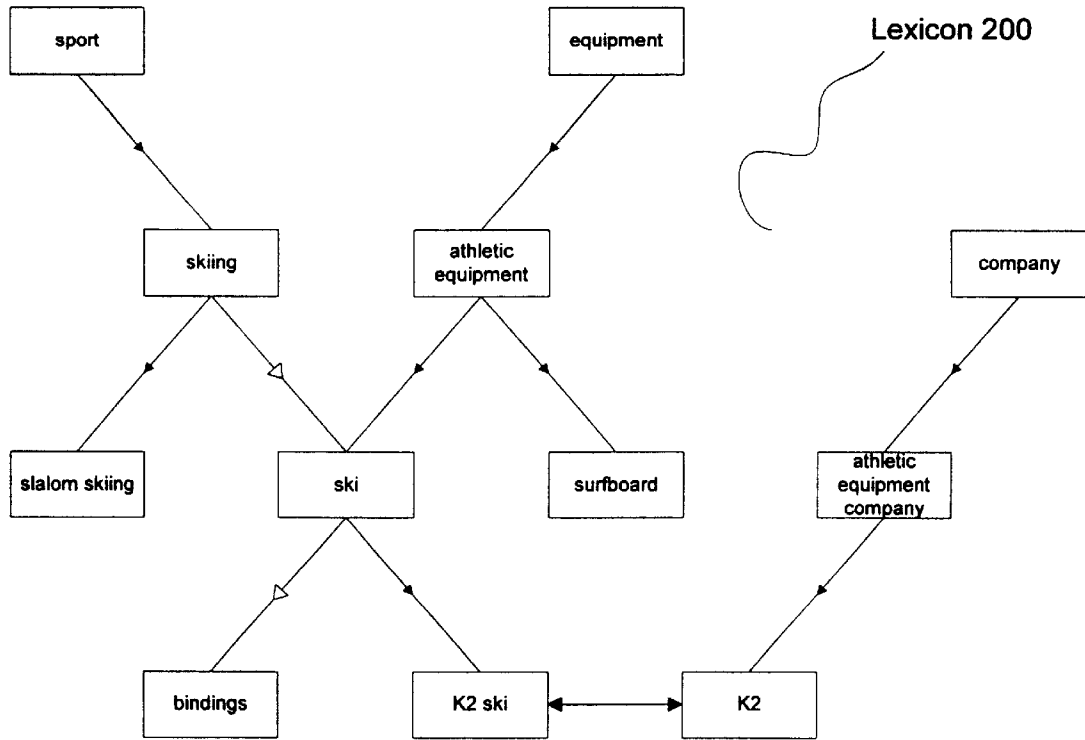 sport
equipment
Lexicon 200
skiing
athletic
equipment
company
slalom skiing
ski
surfboard
athletic
equipment
company
bindings
K2 ski
K2